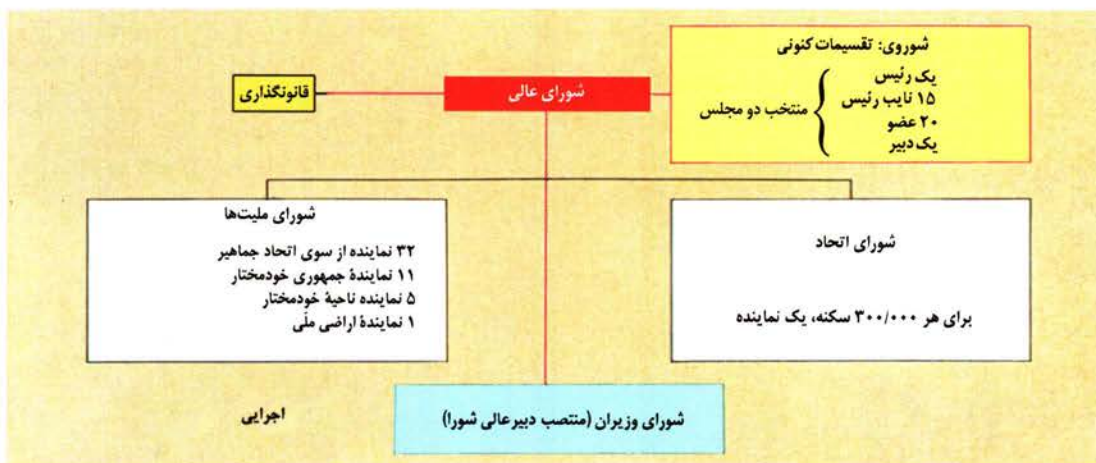 شوروی: تقسیمات کنونی
یک رئیس
۱۵ نایب رئیس
۲۰ عضو
یک دبیر
منتخب دو مجلس
شورای عالی
قانونگذاری
شورای اتحاد
برای هر ۳۰۰/۰۰۰ سکنه، یک نماینده
شورای ملیت‌ها
۳۲ نماینده از سوی اتحاد جماهیر
۱۱ نمایندهٔ جمهوری خودمختار
۵ نماینده ناحیهٔ خودمختار
۱ نمایندهٔ اراضی ملّی
شورای وزیران (منتصب دبیرعالی شورا)
اجرایی